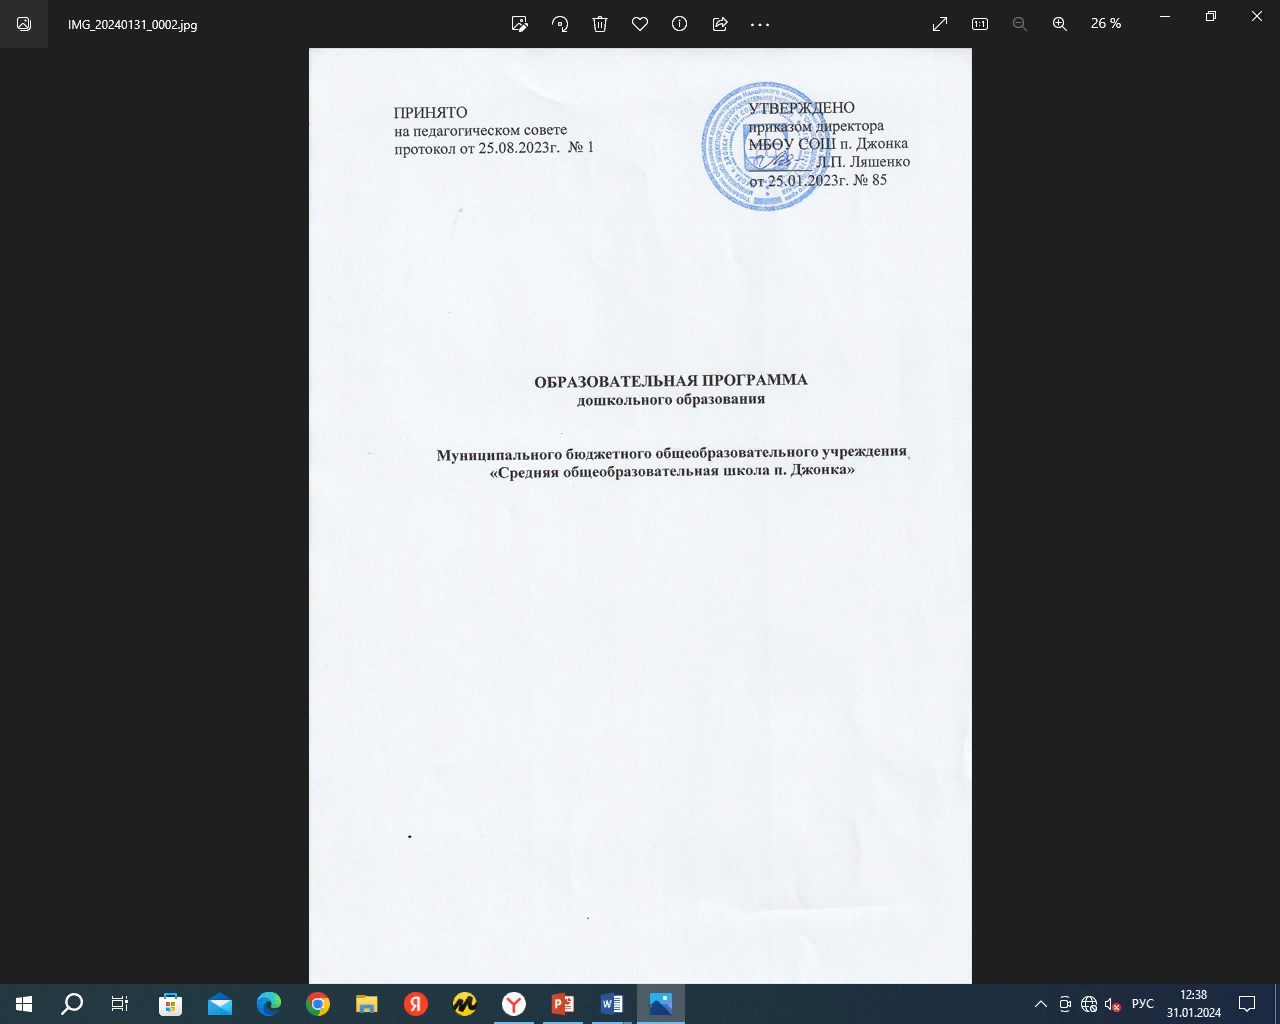 IMG_20240131_0002.jpg
26 %
ПРИНЯТО
на педагогическом совете
протокол от 25.08.2023г. № 1
УТВЕРЖДЕНО
приказом директора
МБОУ СОШ п. Джонка
Л.П. Ляшенко
от 25.01.2023г. № 85
ОБРАЗОВАТЕЛЬНАЯ ПРОГРАММА
дошкольного образования
Муниципального бюджетного общеобразовательного учреждения
«Средняя общеобразовательная школа п. Джонка»
РУС
12:38
31.01.2024